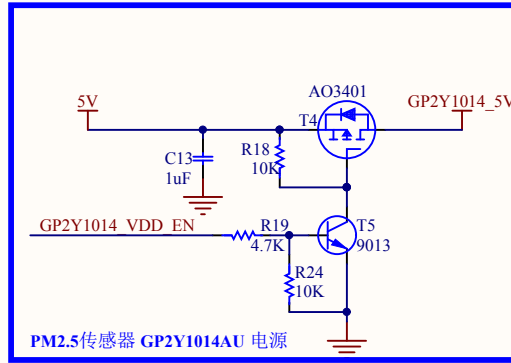 AO3401
5V
GP2Y1014_5V
T4
R18
10K
C13
1uF
GP2Y1014_VDD_EN
R19
4.7K
T5
9013
R24
10K
PM2.5传感器 GP2Y1014AU 电源